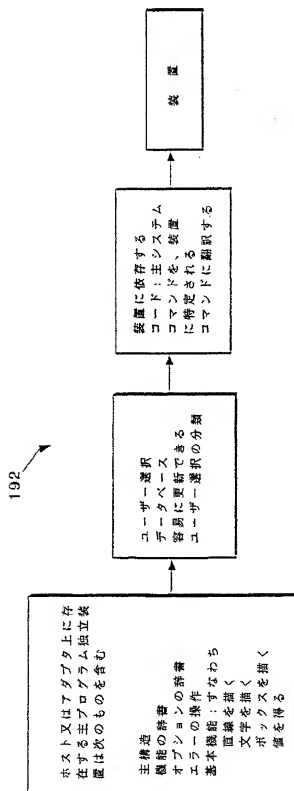 192
ホスト又はアダプタ上に存
在する主プログラム独立装
置は次のものを含む
主構造
機能の辞書
オプションの辞書
エラーの操作
基本機能：すなわち
直線を描く
文字を描く
ボックスを描く
値を得る
ユーザー選択
データベース
容易に更新できる
ユーザー選択の分類
装置に依存する
コード：主システム
コマンドを、装置
に特定される
コマンドに翻訳する
装置